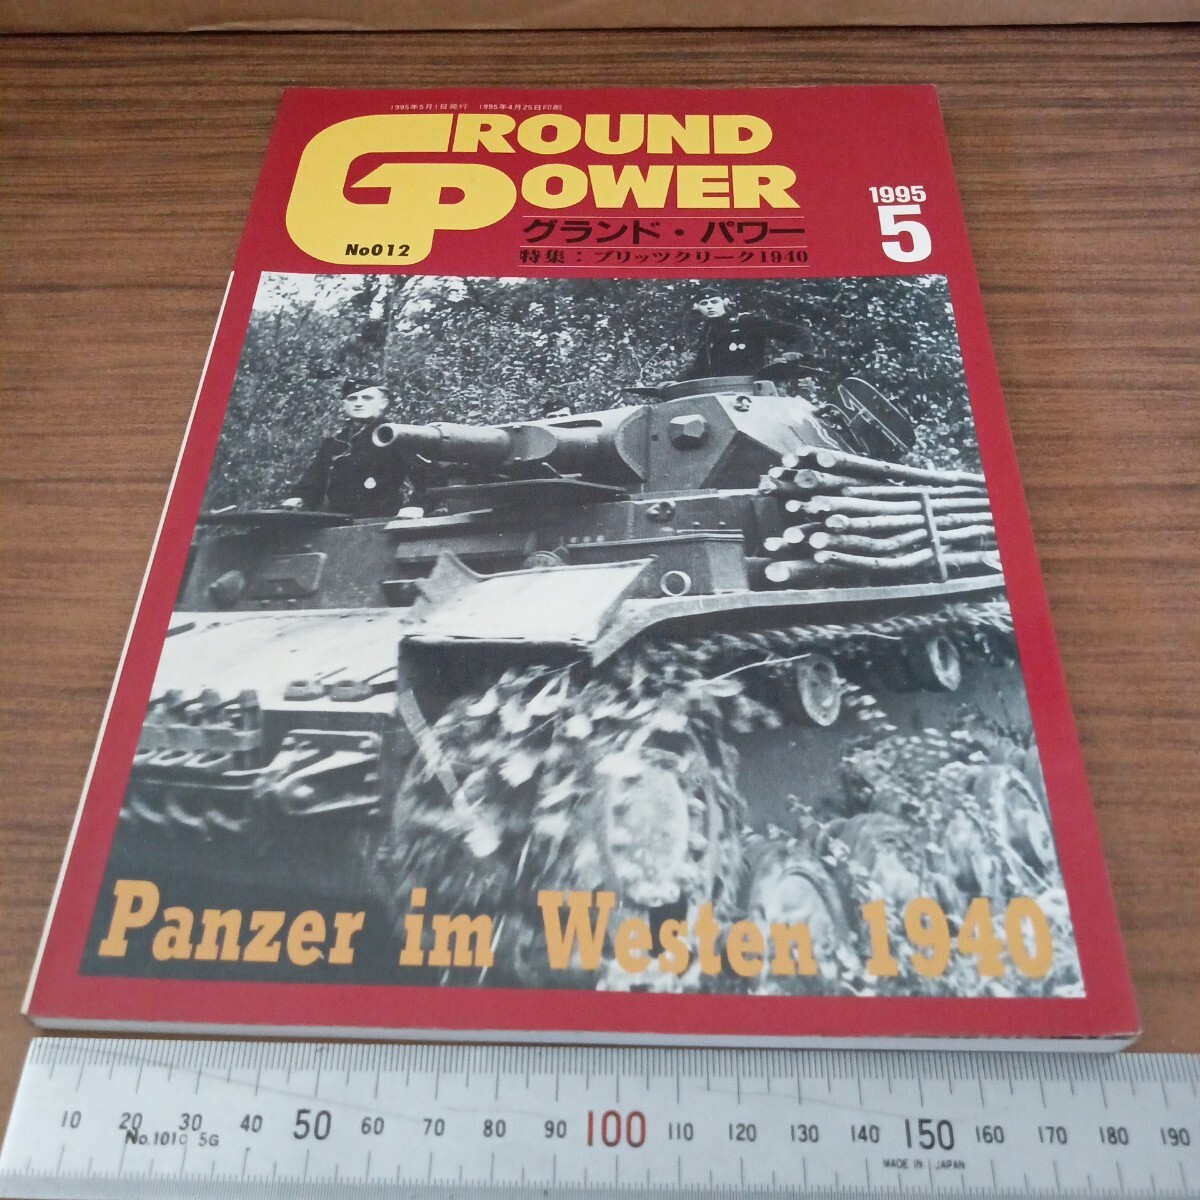 1995年5月1日発行 1995年4月25日印刷
GROUND
POWER
No012
グランド・パワー
特集：ブリッツクリーク1940
1995
5
Panzer im Westen 1940
10 20 30 40 50 60 70 80 90 100 110 120 130 140 150 160 170 180 190
MADE IN JAPAN